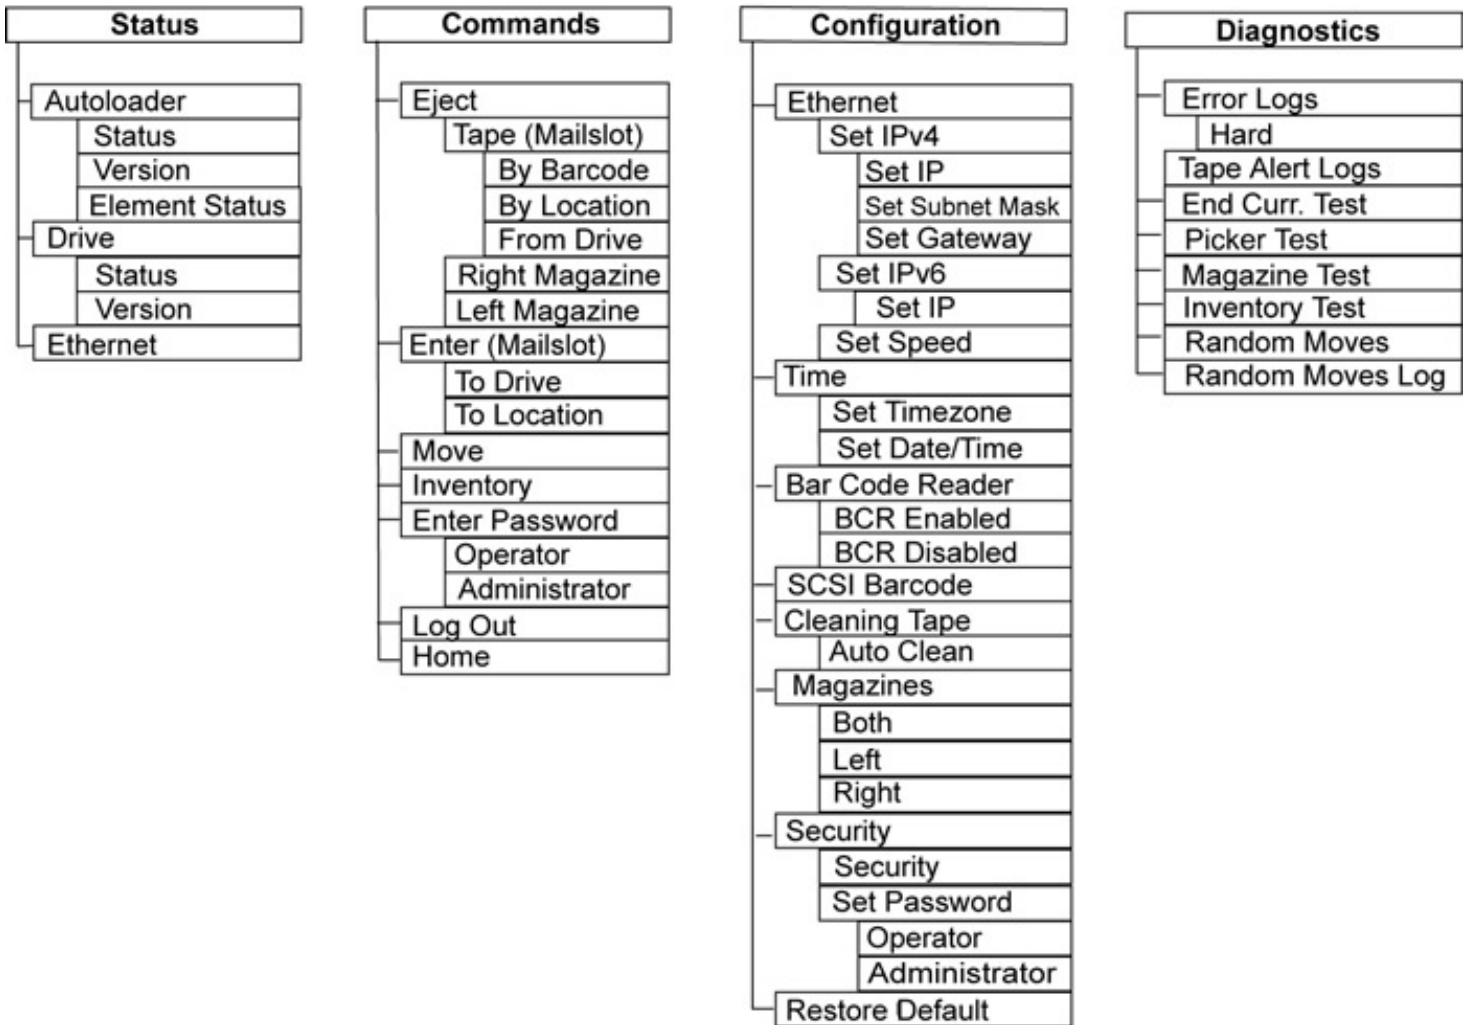 Status
Autoloader
Status
Version
Element Status
Drive
Status
Version
Ethernet
Commands
Eject
Tape (Mailslot)
By Barcode
By Location
From Drive
Right Magazine
Left Magazine
Enter (Mailslot)
To Drive
To Location
Move
Inventory
Enter Password
Operator
Administrator
Log Out
Home
Configuration
Ethernet
Set IPv4
Set IP
Set Subnet Mask
Set Gateway
Set IPv6
Set IP
Set Speed
Time
Set Timezone
Set Date/Time
Bar Code Reader
BCR Enabled
BCR Disabled
SCSI Barcode
Cleaning Tape
Auto Clean
Magazines
Both
Left
Right
Security
Security
Set Password
Operator
Administrator
Restore Default
Diagnostics
Error Logs
Hard
Tape Alert Logs
End Curr. Test
Picker Test
Magazine Test
Inventory Test
Random Moves
Random Moves Log